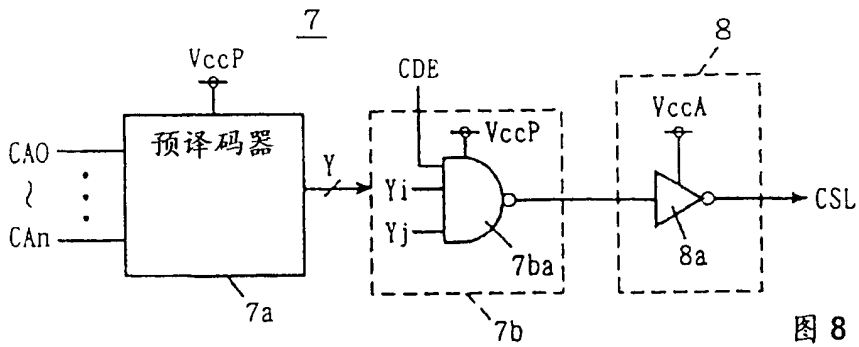 7
8
VccP
CDE
VccA
预译码器
VccP
CA0
Y
Yi
CSL
CAn
Yj
7ba
8a
7a
7b
图 8